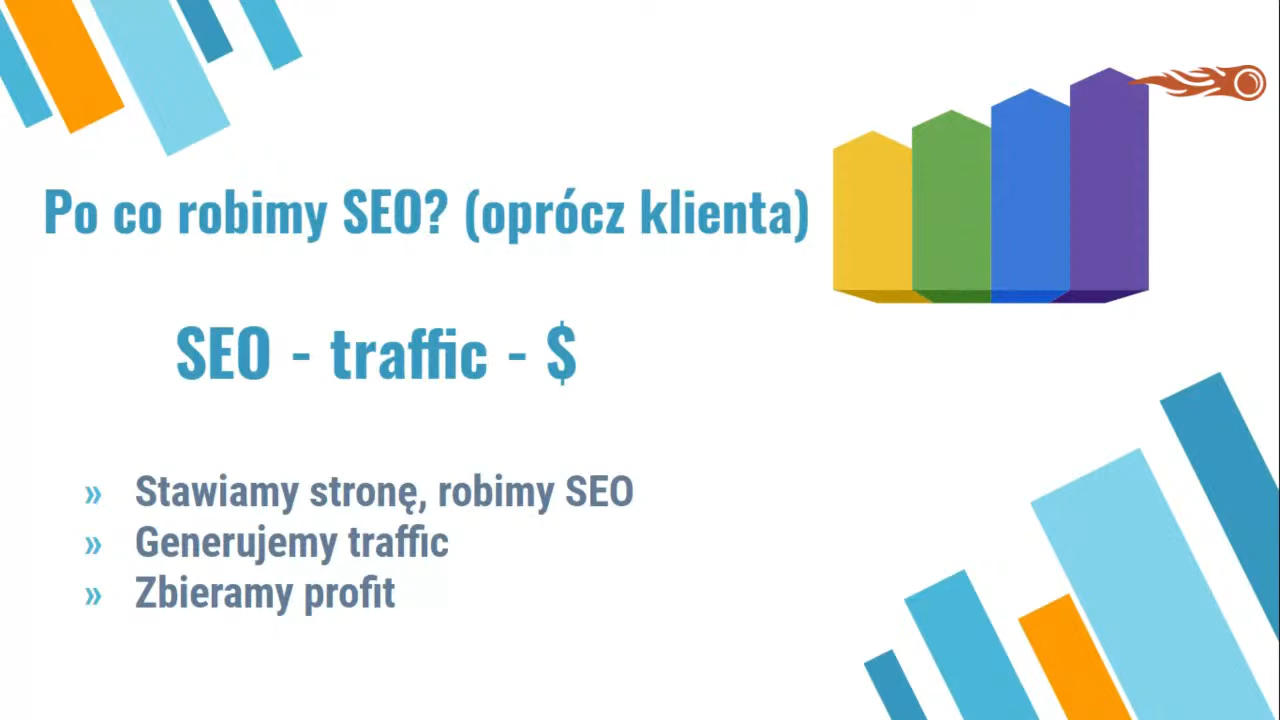 Po co robimy SEO? (oprócz klienta)
SEO - traffic - $
» Stawiamy stronę, robimy SEO
» Generujemy traffic
» Zbieramy profit